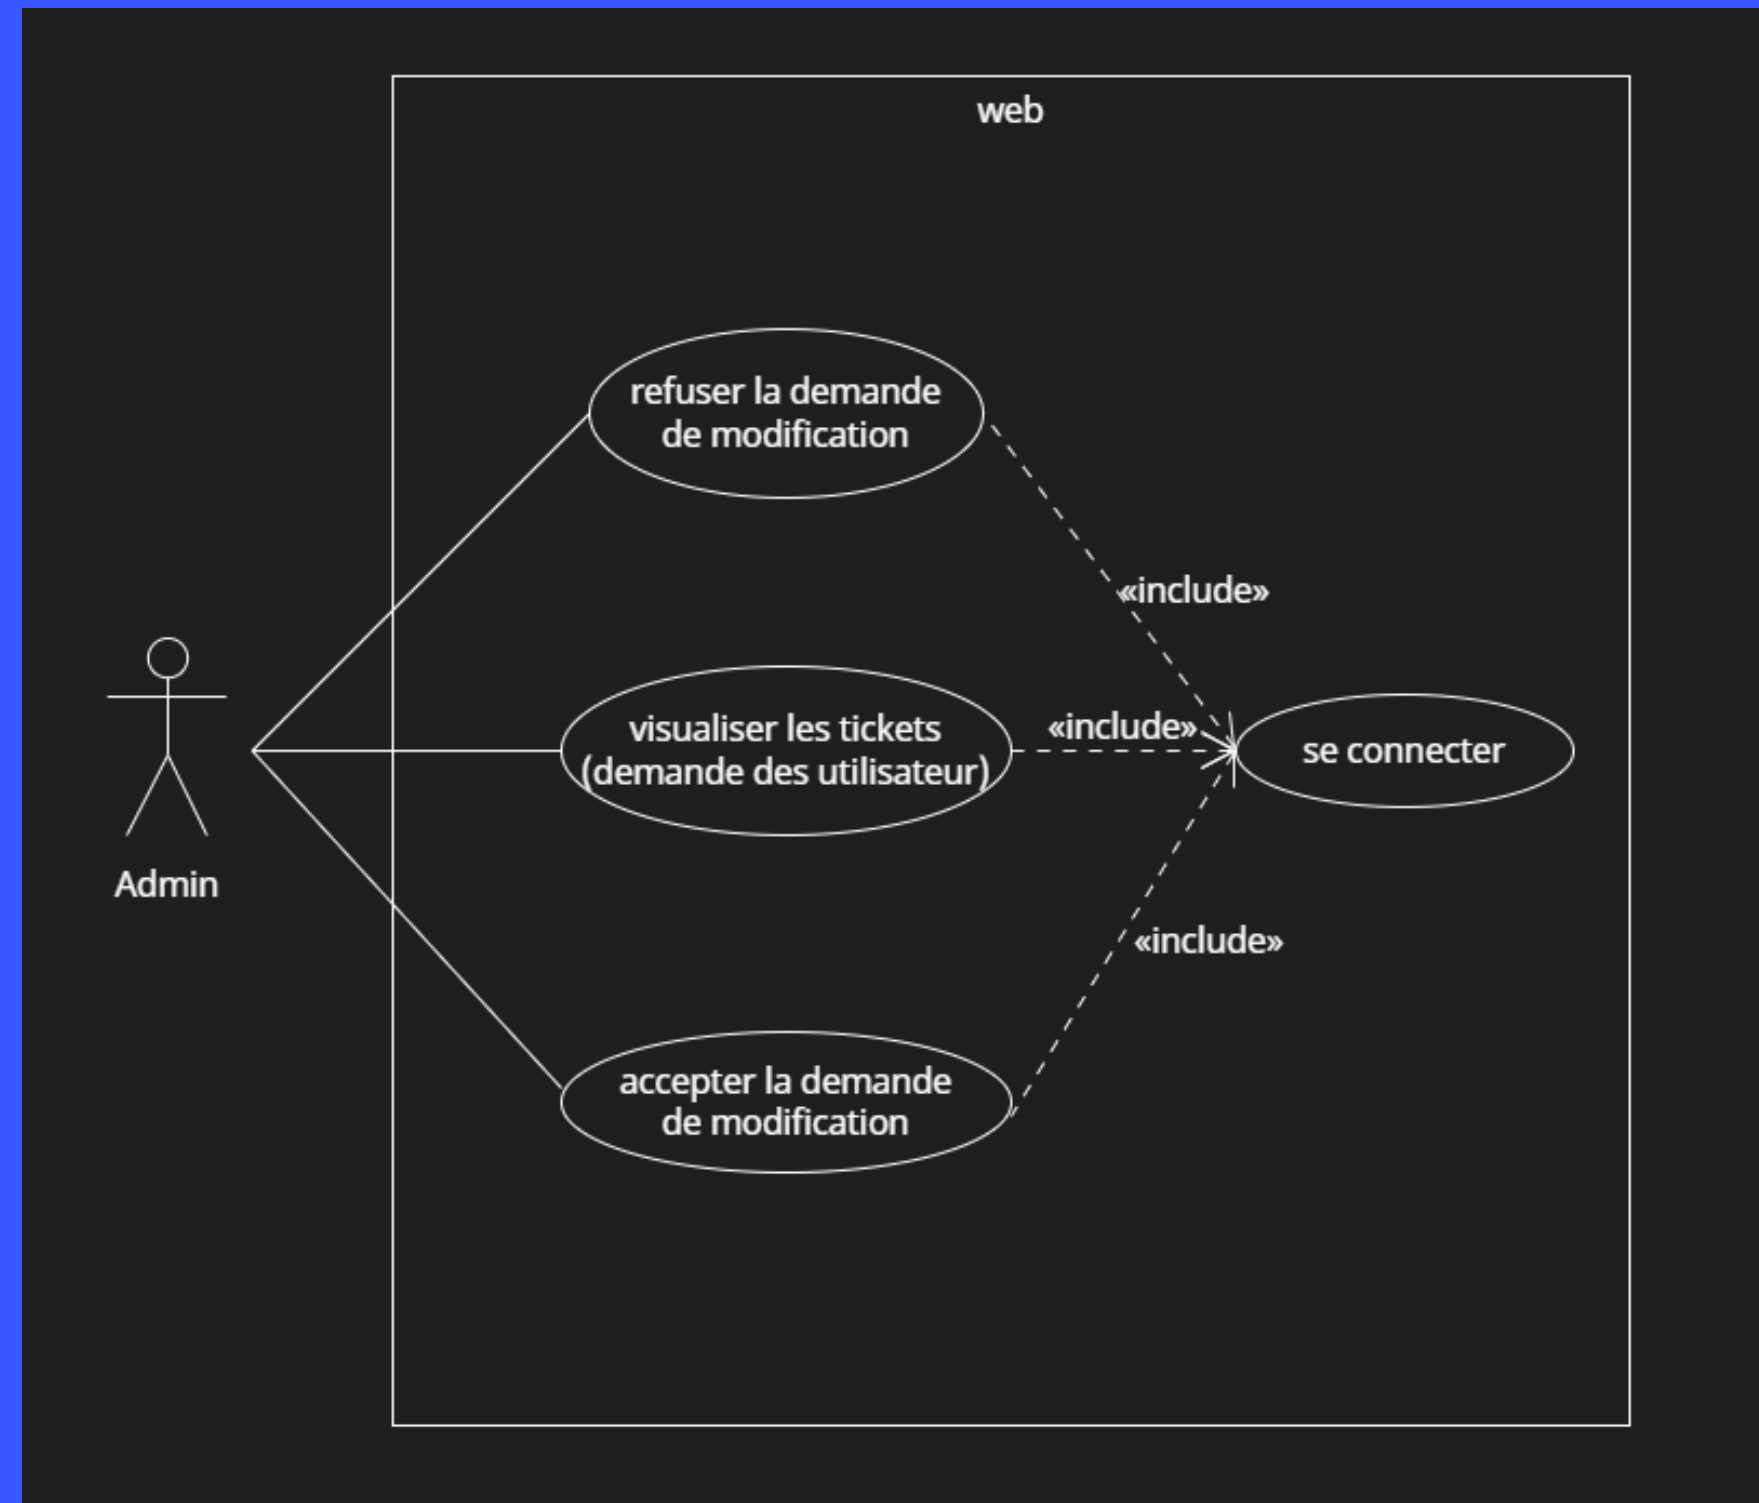 web
refuser la demande
de modification
«include»
visualiser les tickets
(demande des utilisateur)
«include»
se connecter
Admin
«include»
accepter la demande
de modification